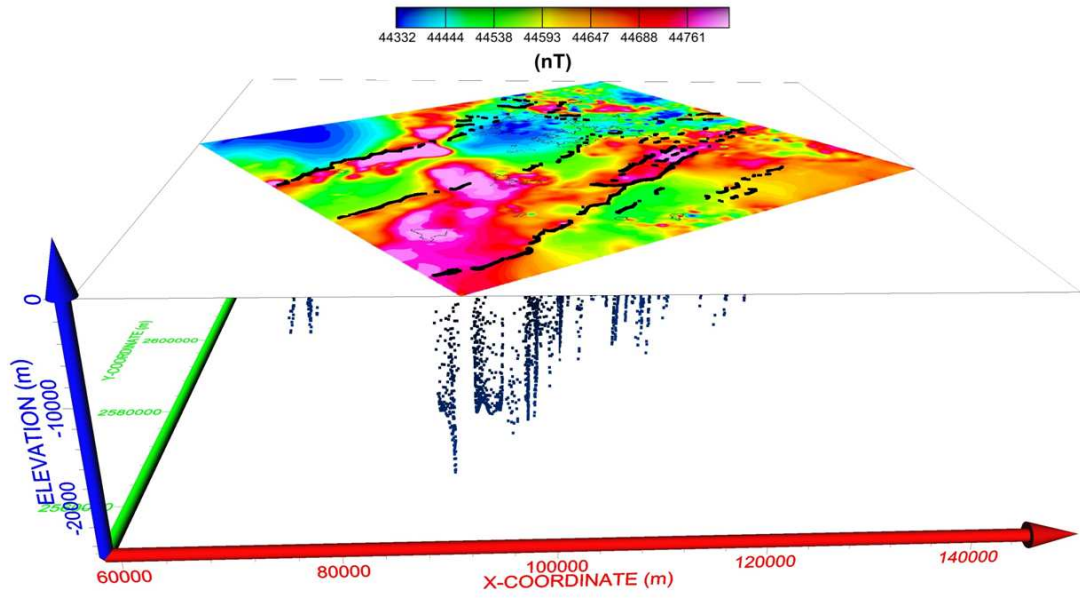 44332 44444 44538 44593 44647 44688 44761
(nT)
0
ELEVATION (m)
-10000
-20000
Y-COORDINATE (m)
2600000
2580000
60000 80000 100000 120000 140000
X-COORDINATE (m)